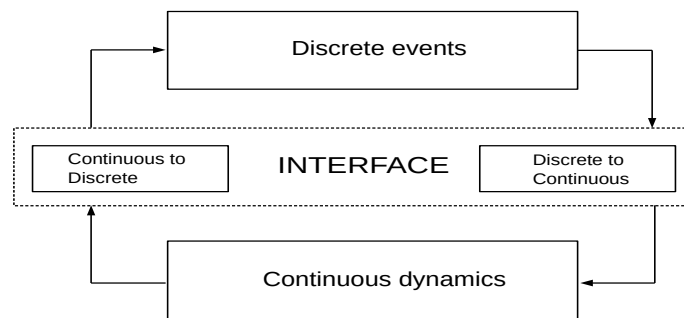 Discrete events
Continuous to
Discrete
INTERFACE
Discrete to
Continuous
Continuous dynamics